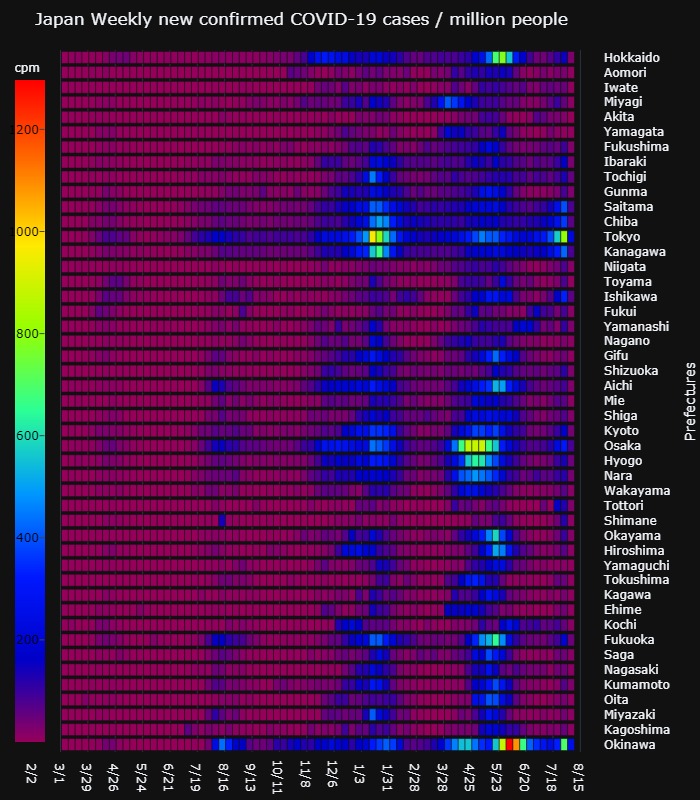 Japan Weekly new confirmed COVID-19 cases / million people
cpm
1200
1000
800
600
400
200
Hokkaido
Aomori
Iwate
Miyagi
Akita
Yamagata
Fukushima
Ibaraki
Tochigi
Gunma
Saitama
Chiba
Tokyo
Kanagawa
Niigata
Toyama
Ishikawa
Fukui
Yamanashi
Nagano
Gifu
Shizuoka
Aichi
Mie
Shiga
Kyoto
Osaka
Hyogo
Nara
Wakayama
Tottori
Shimane
Okayama
Hiroshima
Yamaguchi
Tokushima
Kagawa
Ehime
Kochi
Fukuoka
Saga
Nagasaki
Kumamoto
Oita
Miyazaki
Kagoshima
Okinawa
Prefectures
2/2
3/1
3/29
4/26
5/24
6/21
7/19
8/16
9/13
10/11
11/8
12/6
1/3
1/31
2/28
3/28
4/25
5/23
6/20
7/18
8/15